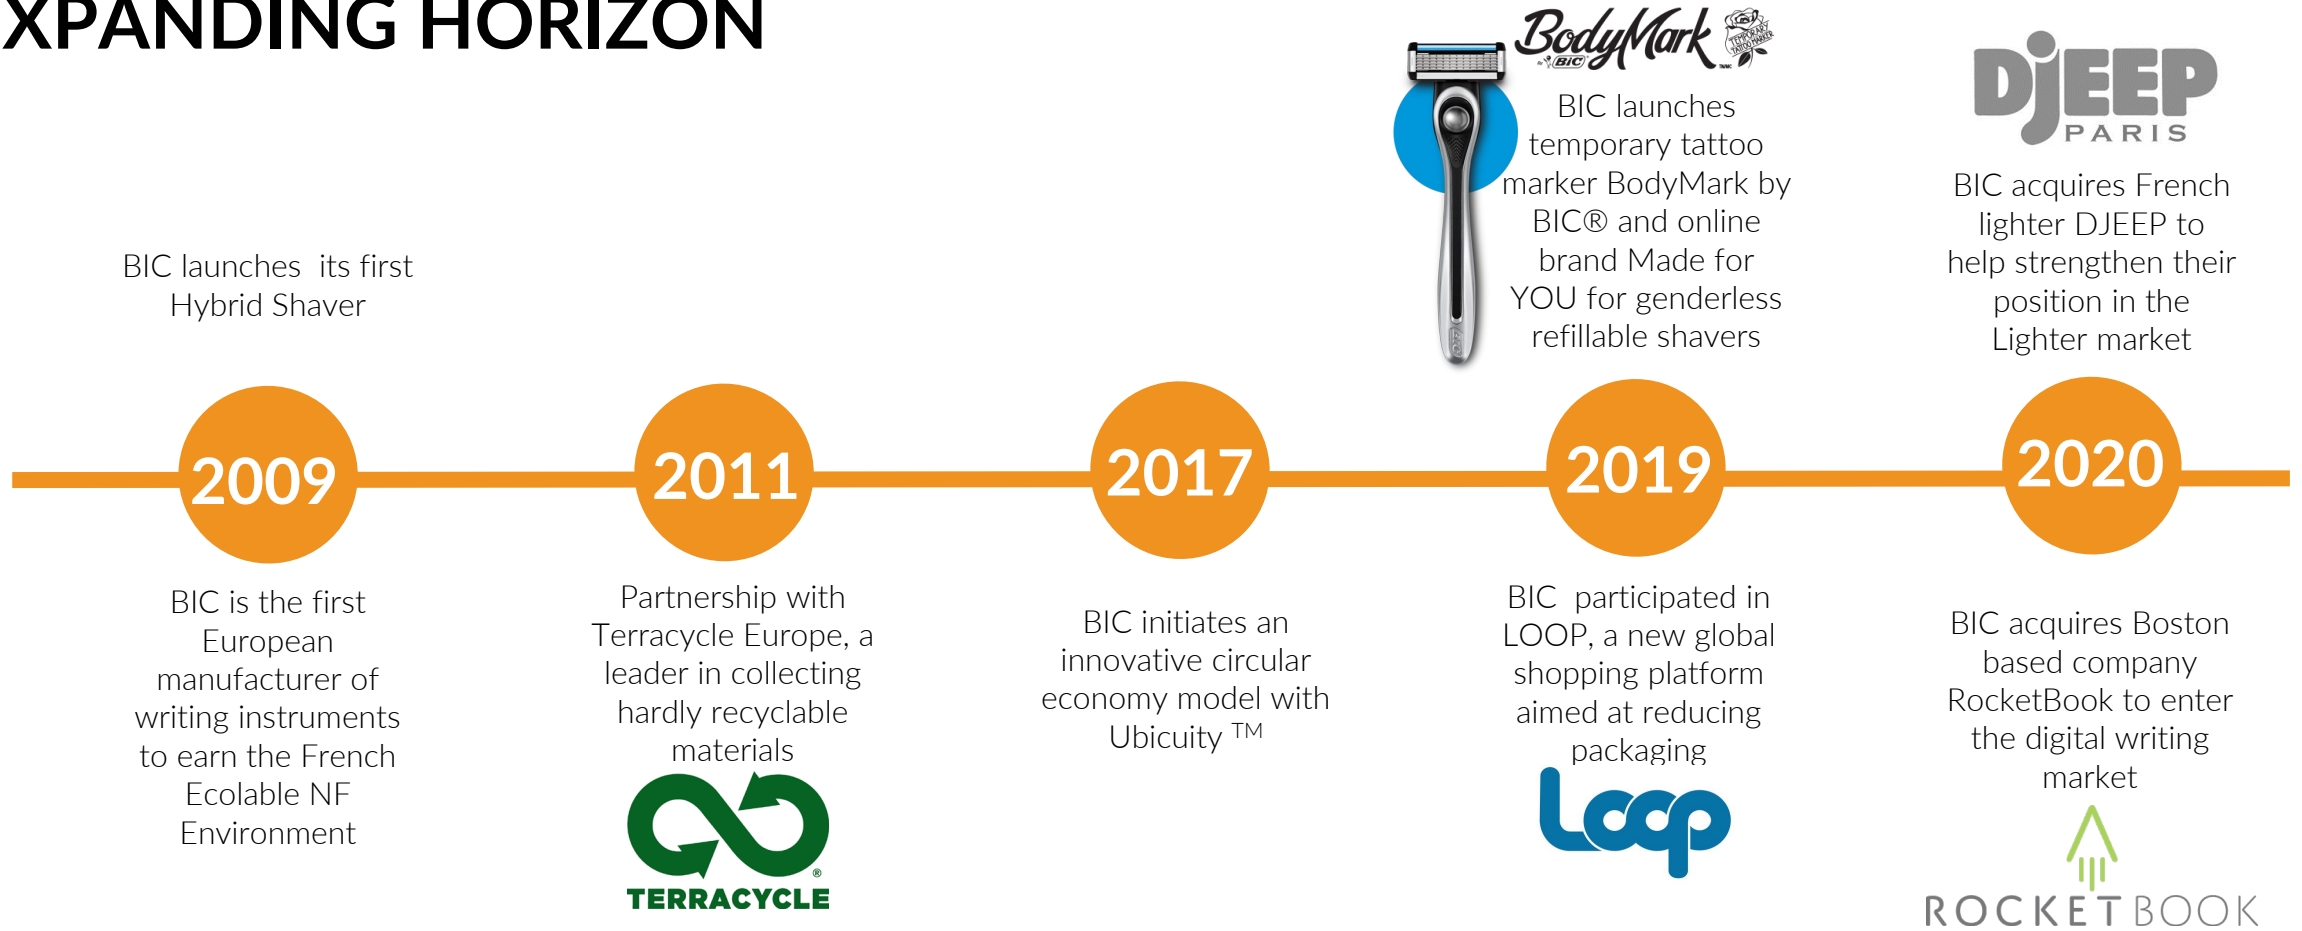 XPANDING HORIZON
BIC launches its first
Hybrid Shaver
2009
BIC is the first
European
manufacturer of
writing instruments
to earn the French
Ecolable NF
Environment
2011
Partnership with
Terracycle Europe, a
leader in collecting
hardly recyclable
materials
®
TERRACYCLE
2017
BIC initiates an
innovative circular
economy model with
Ubicuity TM
BodyMark
by BIC
TEMPORARY
TATTOO MARKER
BIC launches
temporary tattoo
marker BodyMark by
BIC® and online
brand Made for
YOU for genderless
refillable shavers
2019
BIC participated in
LOOP, a new global
shopping platform
aimed at reducing
packaging
Loop
DJEEP
PARIS
BIC acquires French
lighter DJEEP to
help strengthen their
position in the
Lighter market
2020
BIC acquires Boston
based company
RocketBook to enter
the digital writing
market
ROCKETBOOK